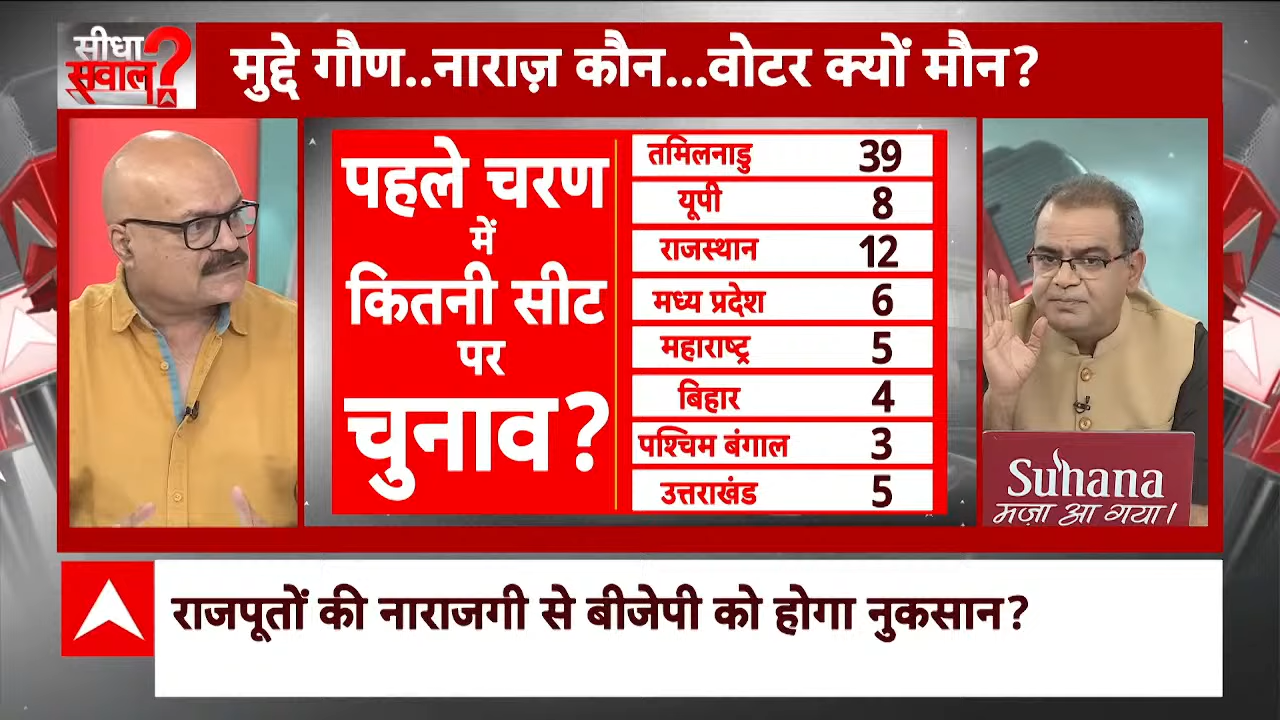 सीधा
सवाल?
मुद्दे गौण..नाराज़ कौन...वोटर क्यों मौन?
पहले चरण
में
कितनी सीट
पर
चुनाव?
तमिलनाडु 39
यूपी 8
राजस्थान 12
मध्य प्रदेश 6
महाराष्ट्र 5
बिहार 4
पश्चिम बंगाल 3
उत्तराखंड 5
Suhana
मज़ा आ गया!
राजपूतों की नाराजगी से बीजेपी को होगा नुकसान?